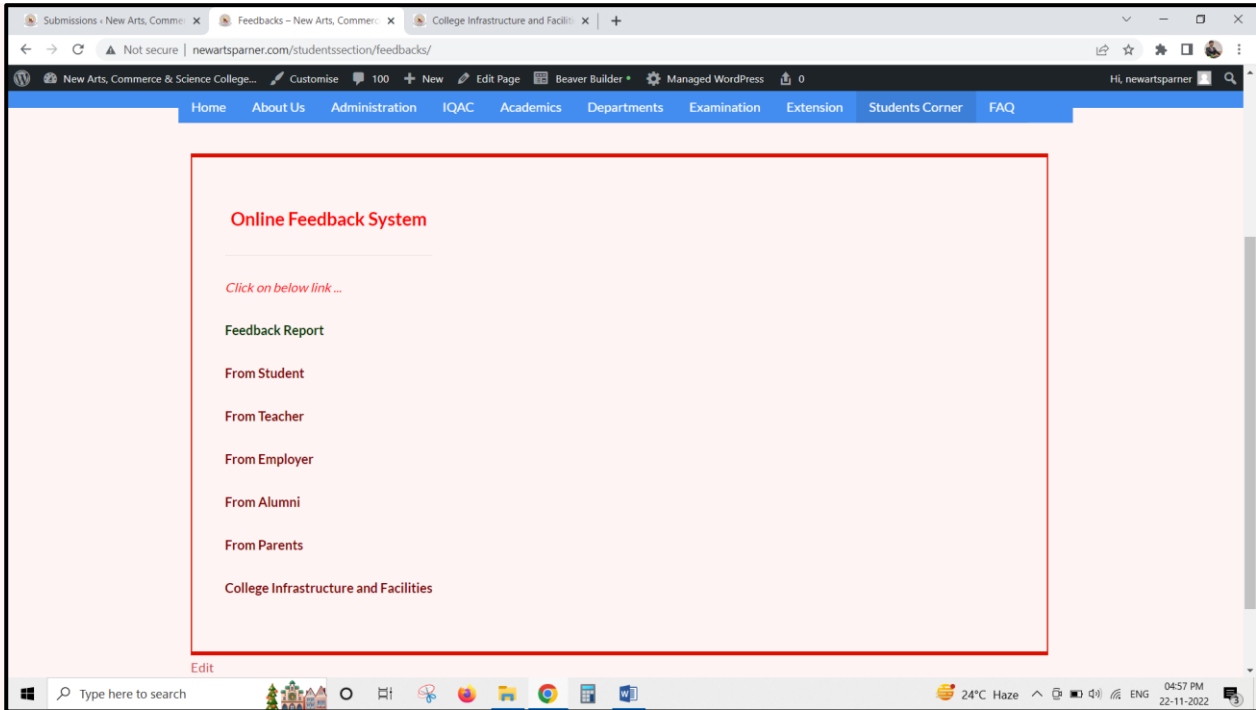 Submissions ‹ New Arts, Commer
Feedbacks – New Arts, Commerc
College Infrastructure and Facilit
Not secure | newartsparner.com/studentssection/feedbacks/
New Arts, Commerce & Science College... Customise 100 New Edit Page Beaver Builder Managed WordPress 0 Hi, newartsparner
Home About Us Administration IQAC Academics Departments Examination Extension Students Corner FAQ
Online Feedback System
Click on below link ...
Feedback Report
From Student
From Teacher
From Employer
From Alumni
From Parents
College Infrastructure and Facilities
Edit
Type here to search
24°C Haze ENG 04:57 PM
22-11-2022
3